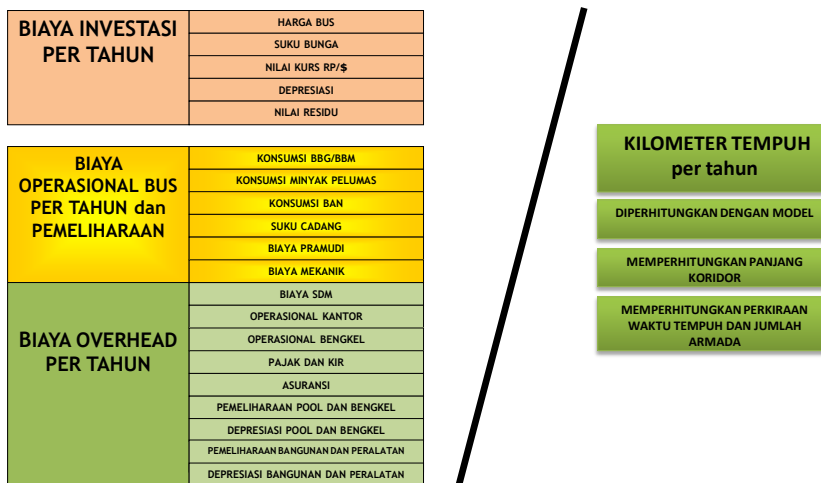 BIAYA INVESTASI
PER TAHUN
HARGA BUS
SUKU BUNGA
NILAI KURS RP/$
DEPRESIASI
NILAI RESIDU
BIAYA
OPERASIONAL BUS
PER TAHUN dan
PEMELIHARAAN
KONSUMSI BBG/BBM
KONSUMSI MINYAK PELUMAS
KONSUMSI BAN
SUKU CADANG
BIAYA PRAMUDI
BIAYA MEKANIK
BIAYA OVERHEAD
PER TAHUN
BIAYA SDM
OPERASIONAL KANTOR
OPERASIONAL BENGKEL
PAJAK DAN KIR
ASURANSI
PEMELIHARAAN POOL DAN BENGKEL
DEPRESIASI POOL DAN BENGKEL
PEMELIHARAAN BANGUNAN DAN PERALATAN
DEPRESIASI BANGUNAN DAN PERALATAN
KILOMETER TEMPUH
per tahun
DIPERHITUNGKAN DENGAN MODEL
MEMPERHITUNGKAN PANJANG
KORIDOR
MEMPERHITUNGKAN PERKIRAAN
WAKTU TEMPUH DAN JUMLAH
ARMADA